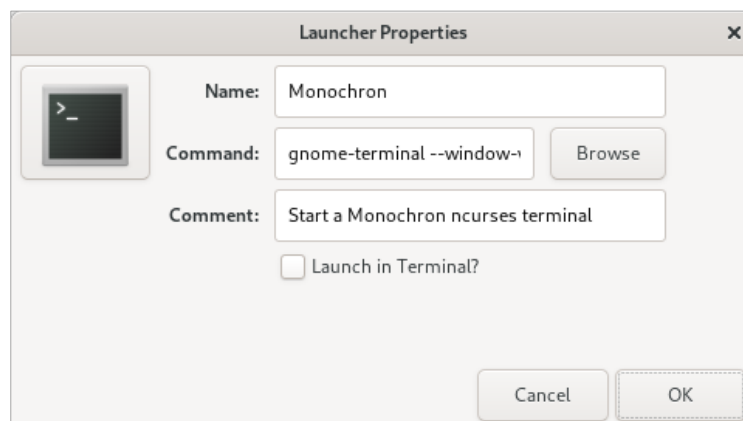 Launcher Properties
>_
Name: Monochron
Command: gnome-terminal --window- Browse
Comment: Start a Monochron ncurses terminal
Launch in Terminal?
Cancel OK